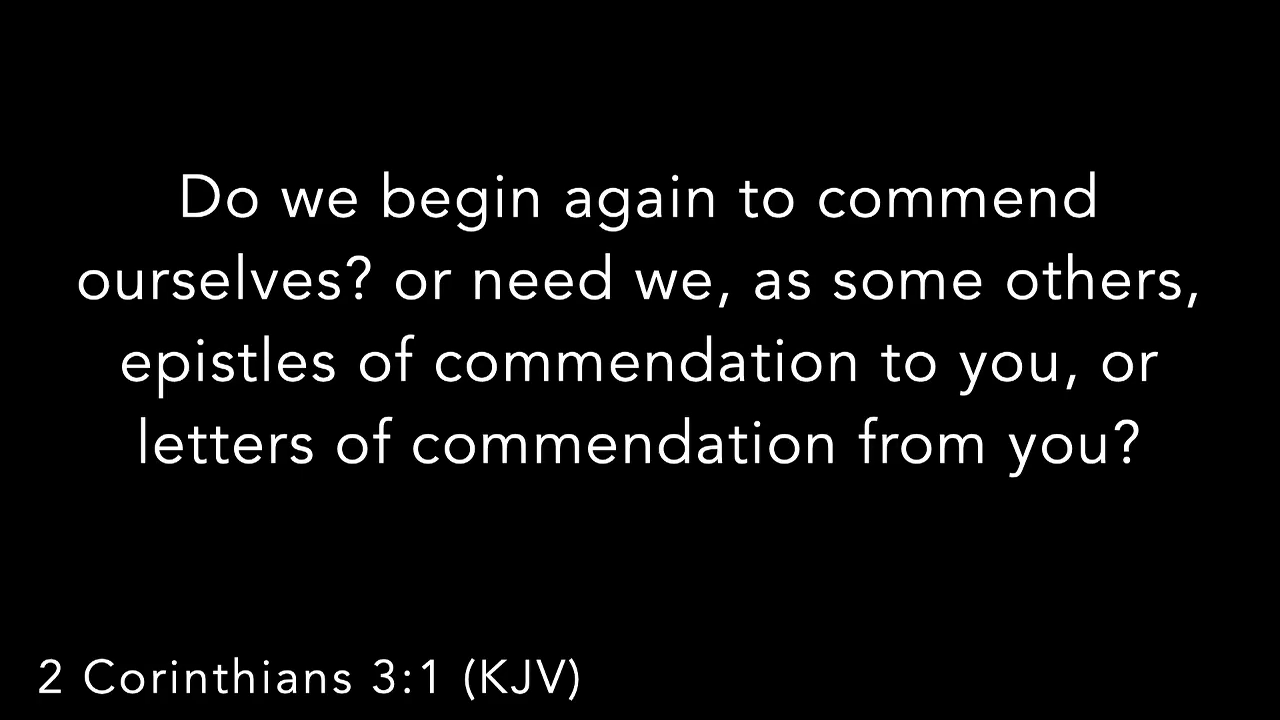 Do we begin again to commend
ourselves? or need we, as some others,
epistles of commendation to you, or
letters of commendation from you?
2 Corinthians 3:1 (KJV)